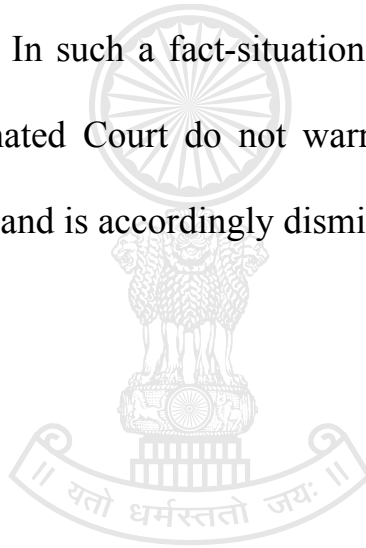 In such a fact-situation
nated Court do not warr
and is accordingly dismi
॥ यतो धर्मस्ततो जयः ॥